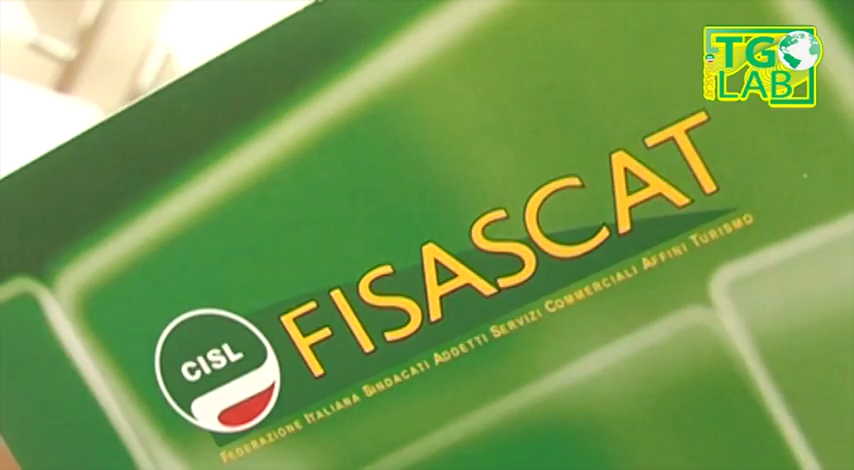 TG
LAB
FISASCAT
CISL
Federazione Italiana Sindacati Addetti Servizi Commerciali Affini Turismo